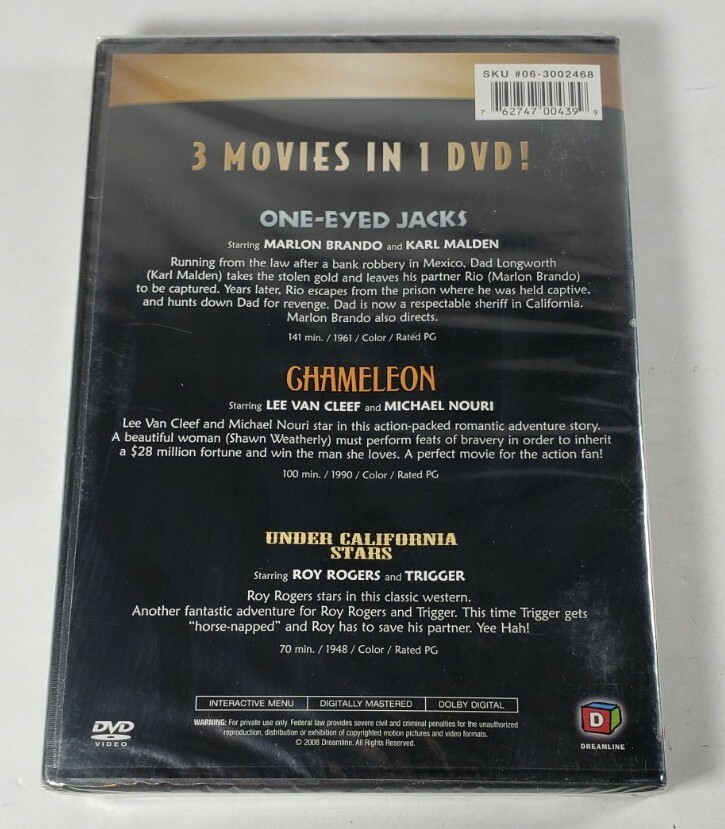 SKU #06-3002468
7 62747 00439 9
3 MOVIES IN 1 DVD!
ONE-EYED JACKS
Starring MARLON BRANDO and KARL MALDEN
Running from the law after a bank robbery in Mexico, Dad Longworth
(Karl Malden) takes the stolen gold and leaves his partner Rio (Marlon Brando)
to be captured. Years later, Rio escapes from the prison where he was held captive,
and hunts down Dad for revenge. Dad is now a respectable sheriff in California.
Marlon Brando also directs.
141 min. / 1961 / Color / Rated PG
CHAMELEON
Starring LEE VAN CLEEF and MICHAEL NOURI
Lee Van Cleef and Michael Nouri star in this action-packed romantic adventure story.
A beautiful woman (Shawn Weatherly) must perform feats of bravery in order to inherit
a $28 million fortune and win the man she loves. A perfect movie for the action fan!
100 min. / 1990 / Color / Rated PG
UNDER CALIFORNIA
STARS
Starring ROY ROGERS and TRIGGER
Roy Rogers stars in this classic western.
Another fantastic adventure for Roy Rogers and Trigger. This time Trigger gets
"horse-napped" and Roy has to save his partner. Yee Hah!
70 min. / 1948 / Color / Rated PG
INTERACTIVE MENU | DIGITALLY MASTERED | DOLBY DIGITAL
WARNING: For private use only. Federal law provides severe civil and criminal penalties for the unauthorized
reproduction, distribution or exhibition of copyrighted motion pictures and video formats.
© 2008 Dreamline. All Rights Reserved.
DVD
VIDEO
D
DREAMLINE